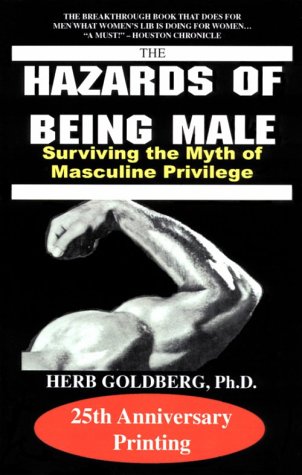 THE BREAKTHROUGH BOOK THAT DOES FOR
MEN WHAT WOMEN'S LIB IS DOING FOR WOMEN...
"A MUST!" – HOUSTON CHRONICLE
THE
HAZARDS OF
BEING MALE
Surviving the Myth of
Masculine Privilege
HERB GOLDBERG, Ph.D.
25th Anniversary
Printing